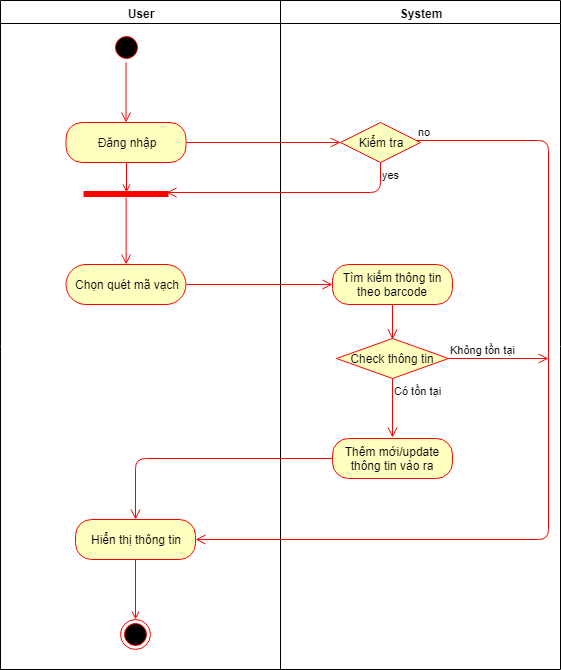 User
System
Đăng nhập
Kiểm tra
no
yes
Chọn quét mã vạch
Tìm kiếm thông tin
theo barcode
Check thông tin
Không tồn tại
Có tồn tại
Thêm mới/update
thông tin vào ra
Hiển thị thông tin